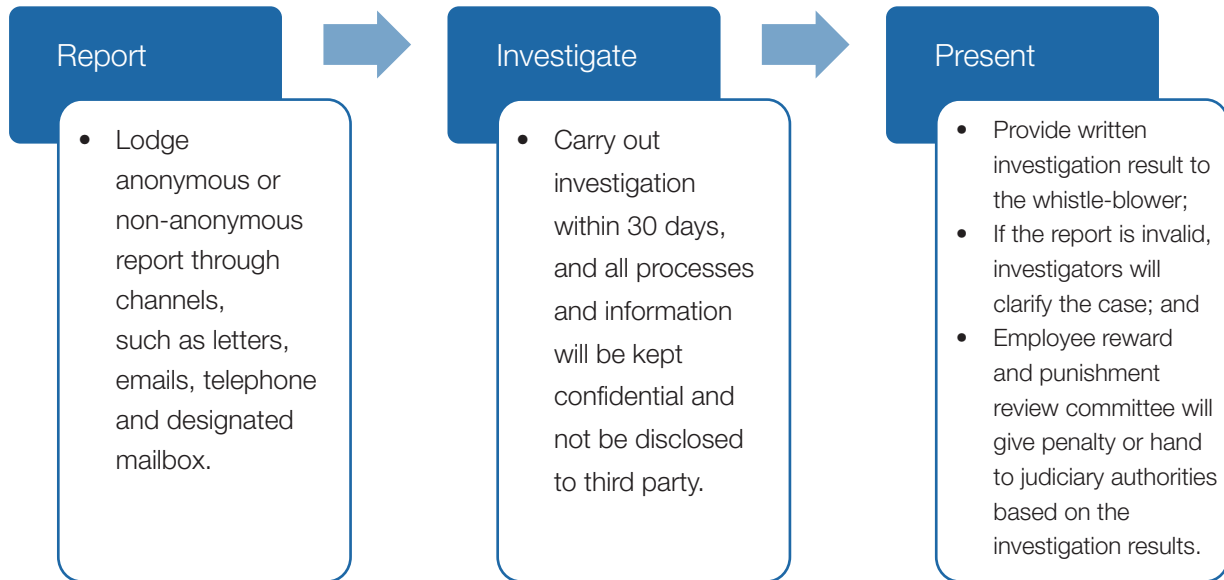 Report
• Lodge
anonymous or
non-anonymous
report through
channels,
such as letters,
emails, telephone
and designated
mailbox.
Investigate
• Carry out
investigation
within 30 days,
and all processes
and information
will be kept
confidential and
not be disclosed
to third party.
Present
• Provide written
investigation result to
the whistle-blower;
• If the report is invalid,
investigators will
clarify the case; and
• Employee reward
and punishment
review committee will
give penalty or hand
to judiciary authorities
based on the
investigation results.